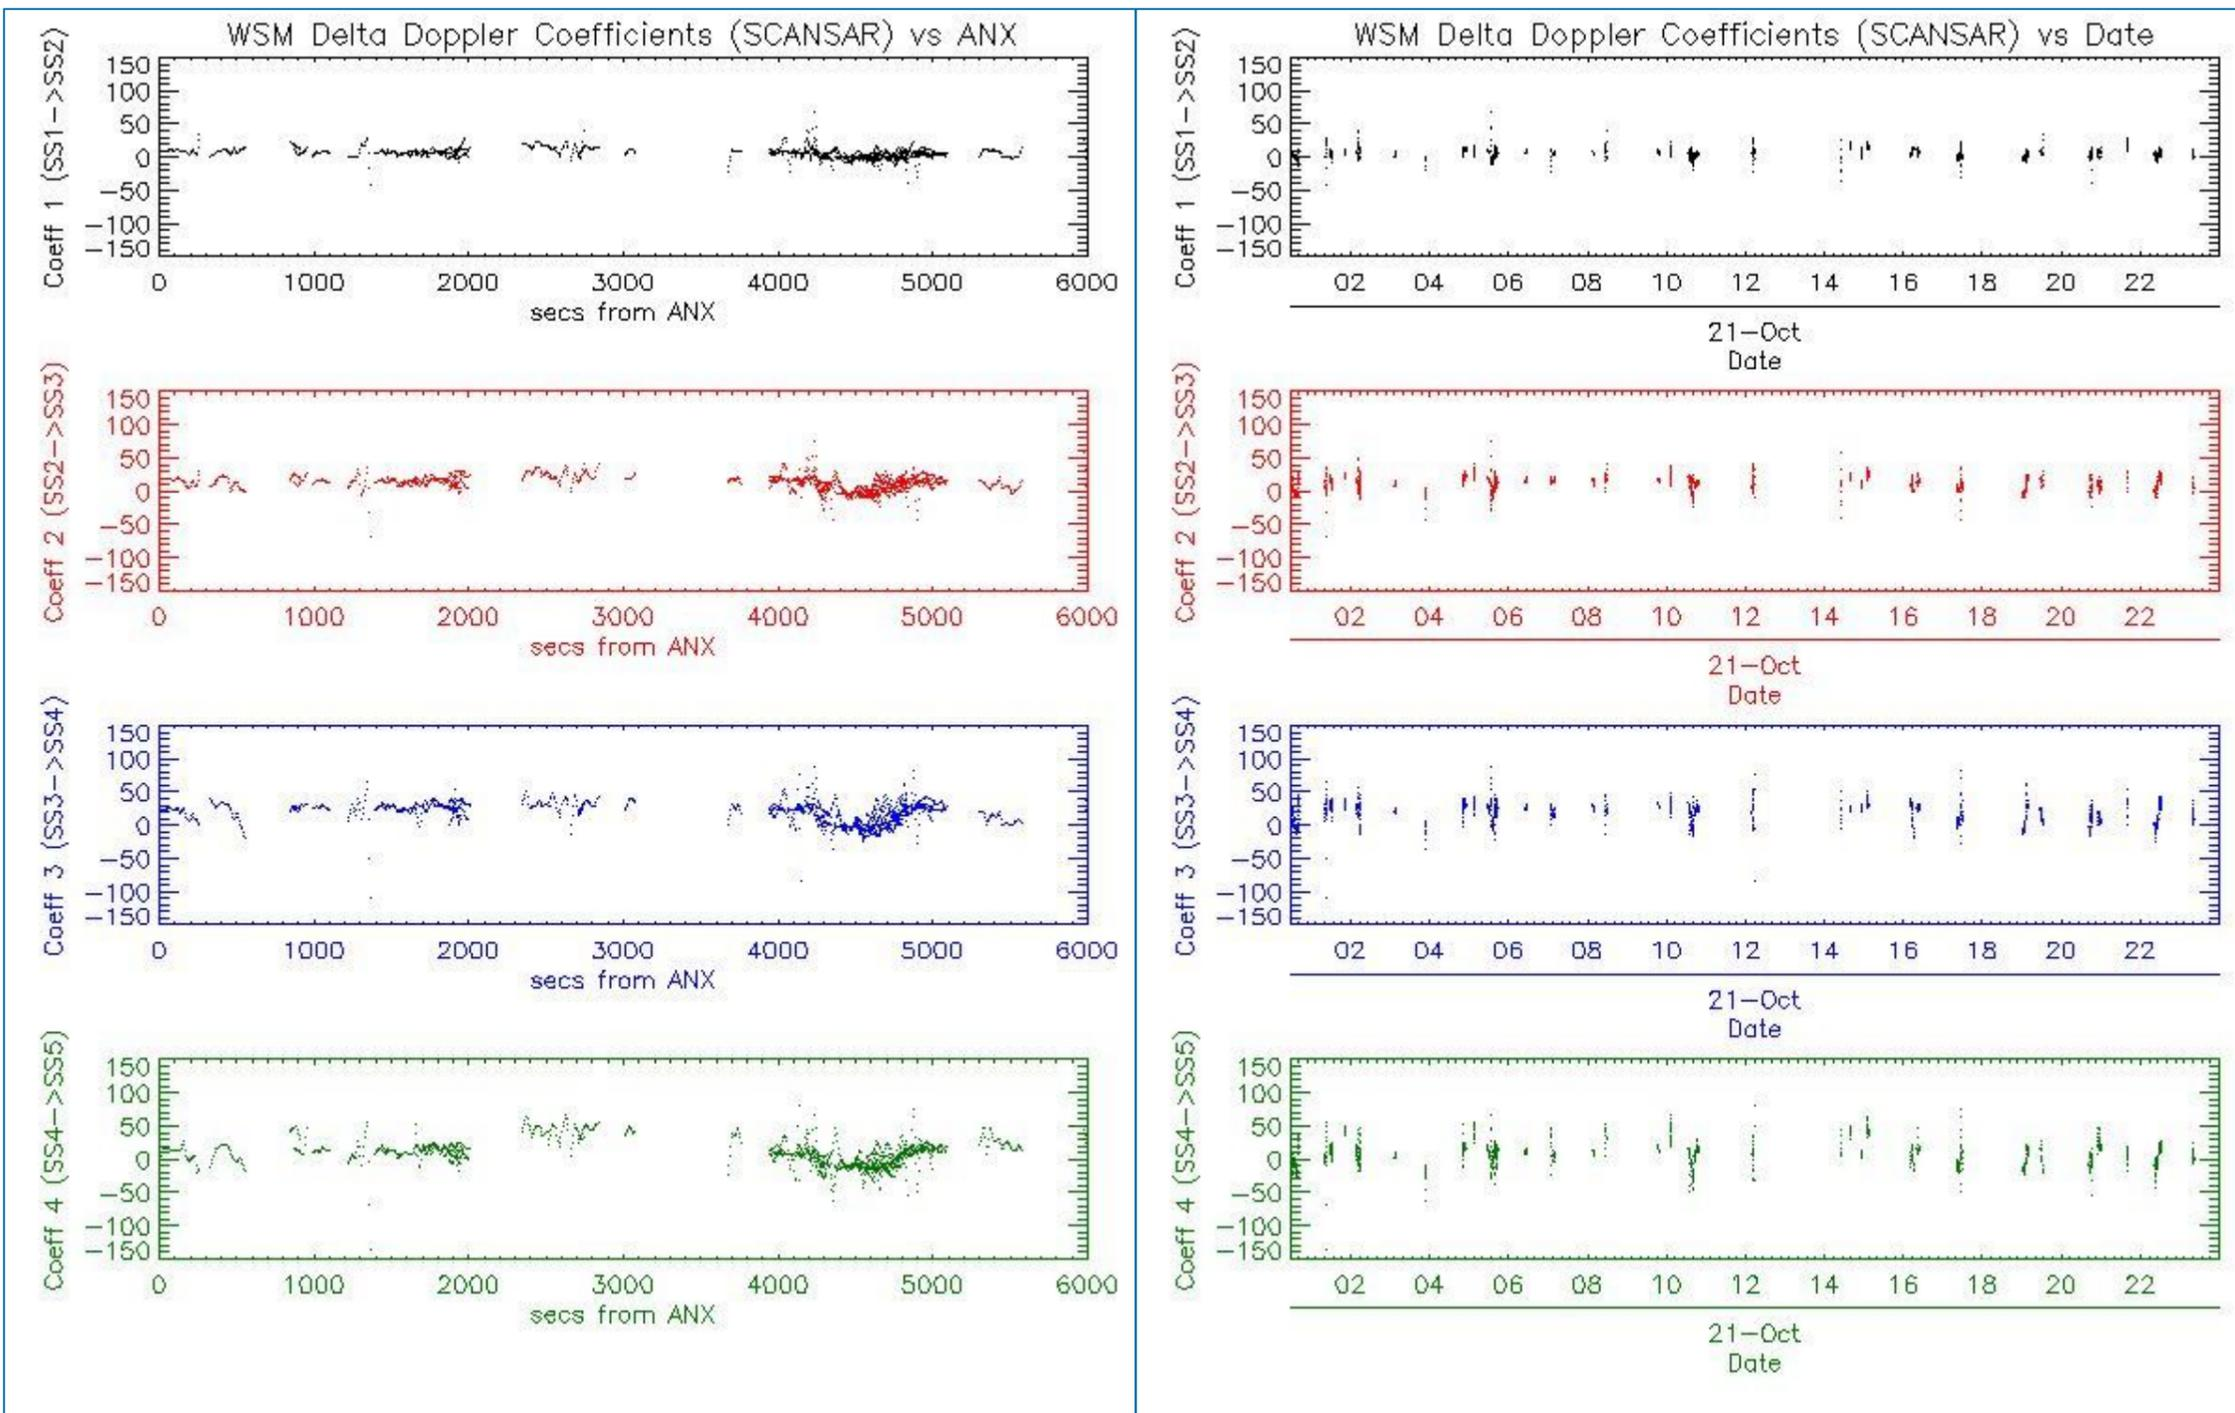 WSM Delta Doppler Coefficients (SCANSAR) vs ANX
Coeff 1 (SS1−>SS2)
150
100
50
0
−50
−100
−150
0 1000 2000 3000 4000 5000 6000
secs from ANX
Coeff 2 (SS2−>SS3)
150
100
50
0
−50
−100
−150
0 1000 2000 3000 4000 5000 6000
secs from ANX
Coeff 3 (SS3−>SS4)
150
100
50
0
−50
−100
−150
0 1000 2000 3000 4000 5000 6000
secs from ANX
Coeff 4 (SS4−>SS5)
150
100
50
0
−50
−100
−150
0 1000 2000 3000 4000 5000 6000
secs from ANX
WSM Delta Doppler Coefficients (SCANSAR) vs Date
Coeff 1 (SS1−>SS2)
150
100
50
0
−50
−100
−150
02 04 06 08 10 12 14 16 18 20 22
21−Oct
Date
Coeff 2 (SS2−>SS3)
150
100
50
0
−50
−100
−150
02 04 06 08 10 12 14 16 18 20 22
21−Oct
Date
Coeff 3 (SS3−>SS4)
150
100
50
0
−50
−100
−150
02 04 06 08 10 12 14 16 18 20 22
21−Oct
Date
Coeff 4 (SS4−>SS5)
150
100
50
0
−50
−100
−150
02 04 06 08 10 12 14 16 18 20 22
21−Oct
Date